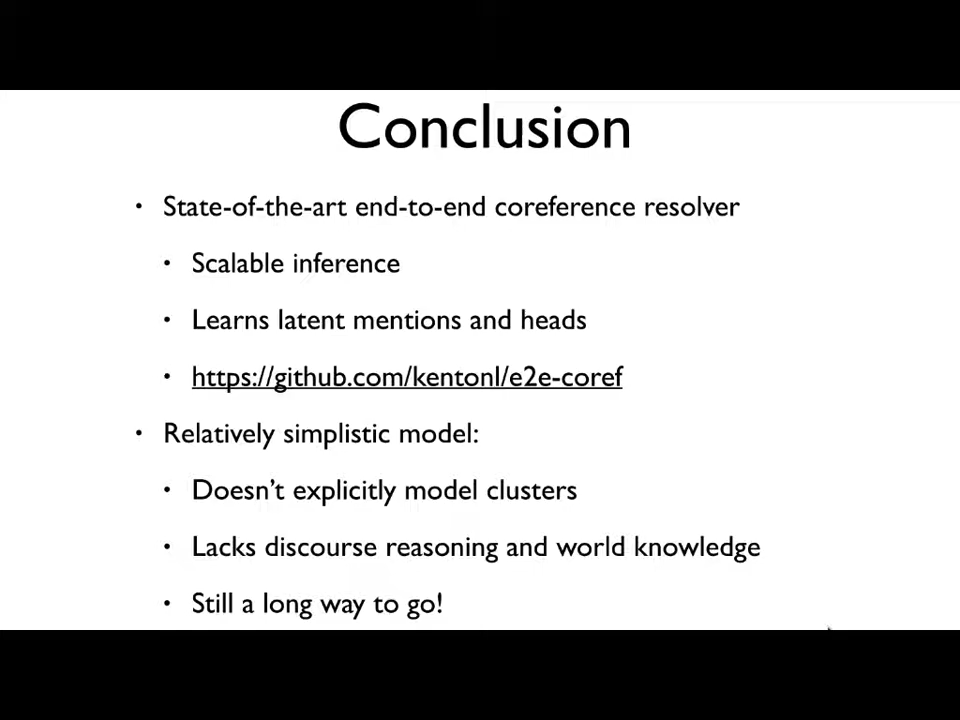 Conclusion
• State-of-the-art end-to-end coreference resolver
• Scalable inference
• Learns latent mentions and heads
• https://github.com/kentonl/e2e-coref
• Relatively simplistic model:
• Doesn’t explicitly model clusters
• Lacks discourse reasoning and world knowledge
• Still a long way to go!